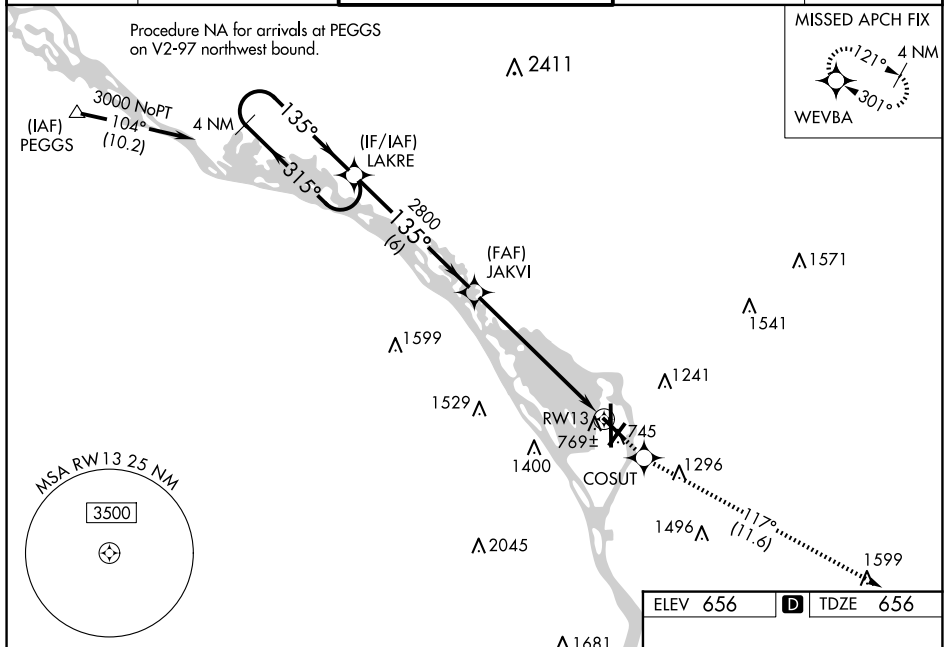 Procedure NA for arrivals at PEGGS
on V2-97 northwest bound.
MISSED APCH FIX
4 NM
121°
301°
WEVBA
2411
3000 NoPT
104°
(10.2)
(IAF)
PEGGS
4 NM
135°
315°
(IF/IAF)
LAKRE
2800
135°
(6)
(FAF)
JAKVI
1571
1541
1599
1241
1529
RW13
769±
745
1400
COSUT
1296
MSA RW13 25 NM
3500
1496
117°
(11.6)
2045
1599
ELEV 656
D
TDZE 656
1681